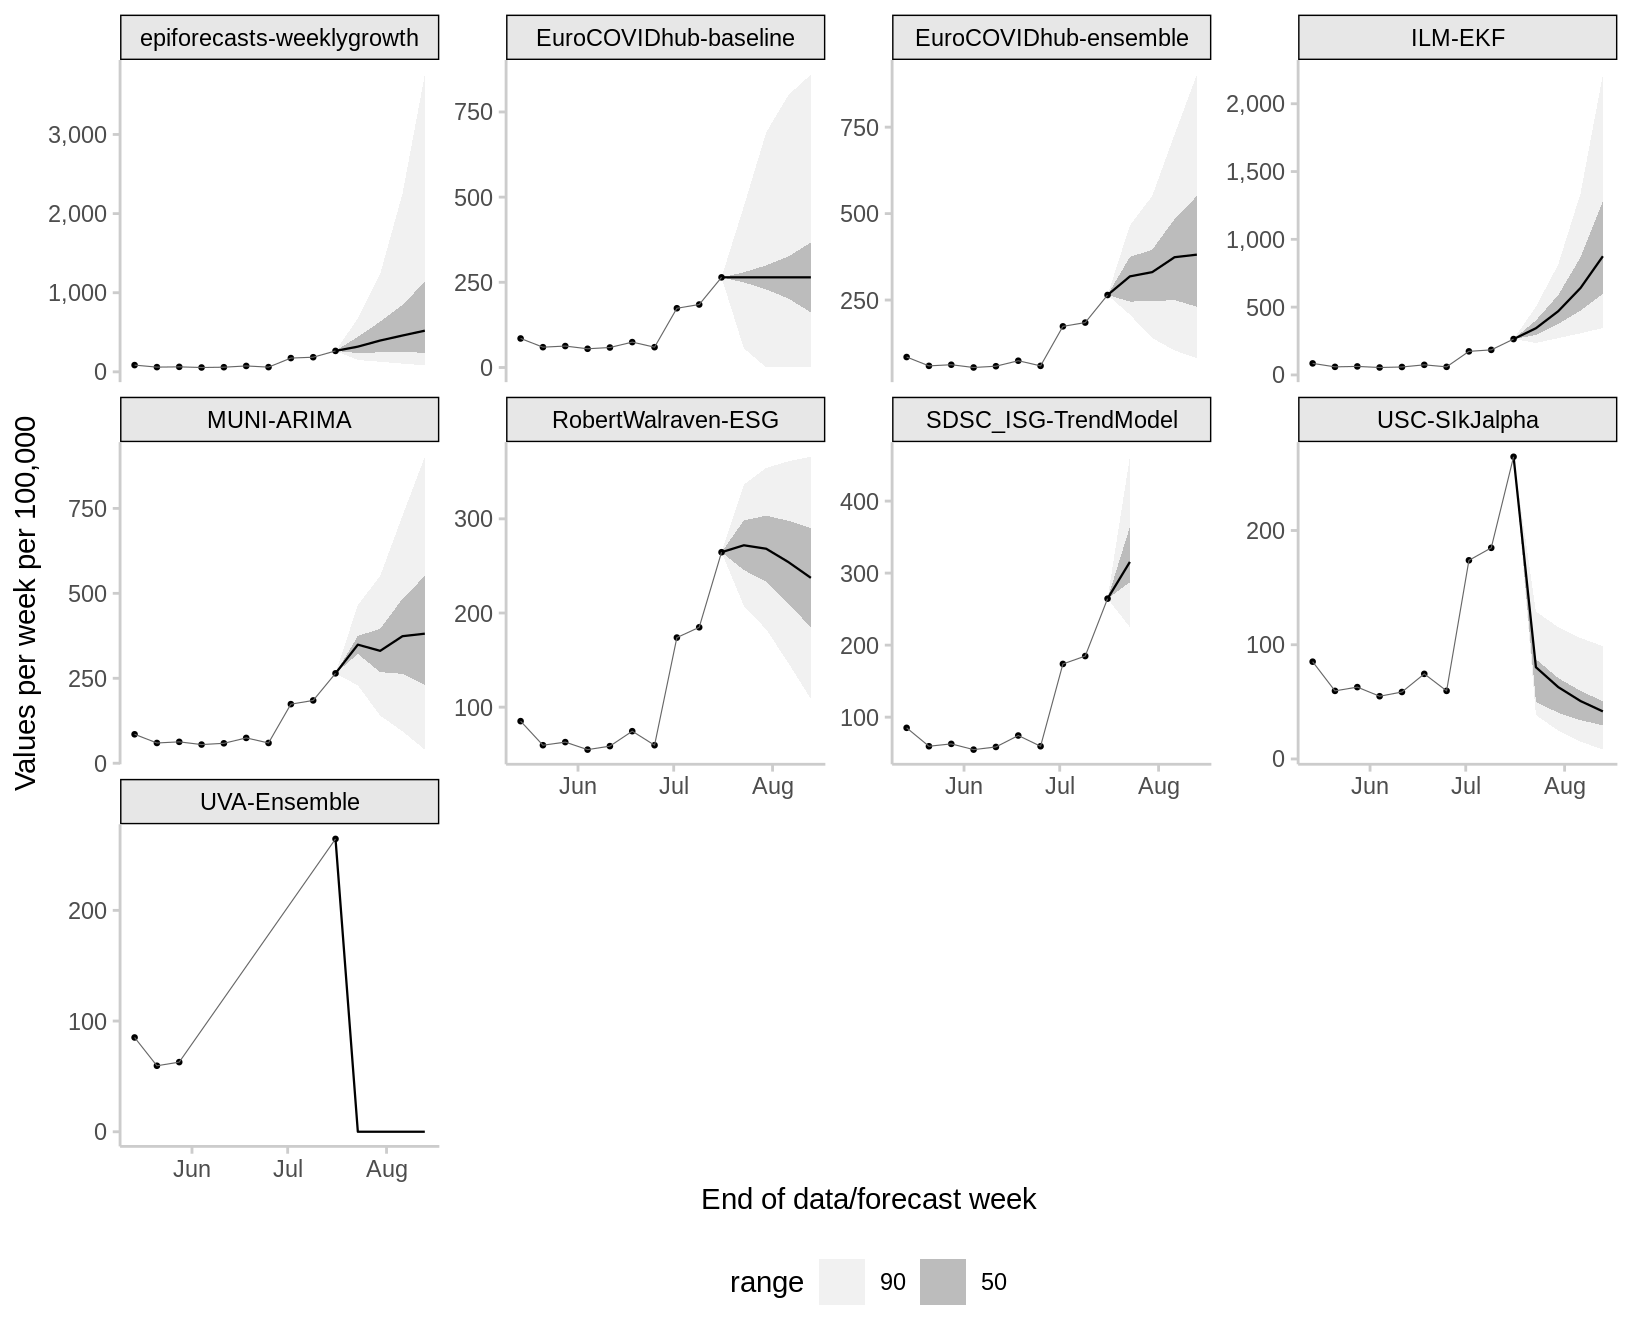 epiforecasts-weeklygrowth
EuroCOVIDhub-baseline
EuroCOVIDhub-ensemble
ILM-EKF
3,000
2,000
1,000
0
750
500
250
0
750
500
250
2,000
1,500
1,000
500
0
MUNI-ARIMA
RobertWalraven-ESG
SDSC_ISG-TrendModel
USC-SIkJalpha
Values per week per 100,000
750
500
250
0
300
200
100
Jun Jul Aug
400
300
200
100
Jun Jul Aug
200
100
0
Jun Jul Aug
UVA-Ensemble
200
100
0
Jun Jul Aug
End of data/forecast week
range 90 50